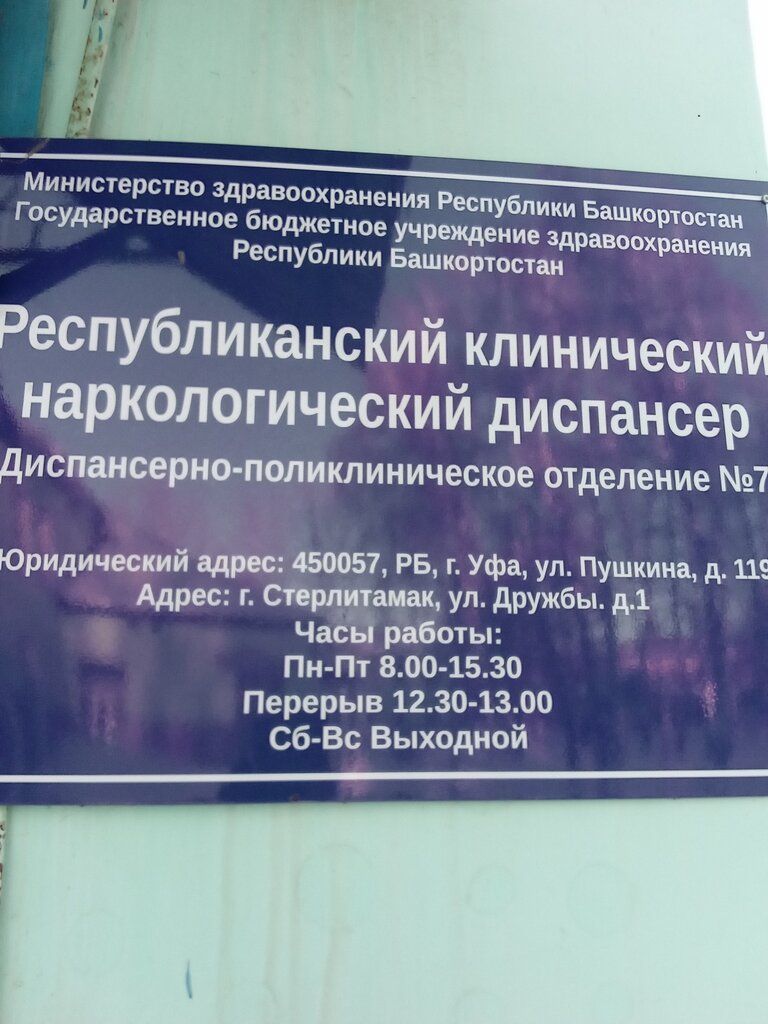 Министерство здравоохранения Республики Башкортостан
Государственное бюджетное учреждение здравоохранения
Республики Башкортостан
Республиканский клинический
наркологический диспансер
Диспансерно-поликлиническое отделение №7
Юридический адрес: 450057, РБ, г. Уфа, ул. Пушкина, д. 119
Адрес: г. Стерлитамак, ул. Дружбы. д.1
Часы работы:
Пн-Пт 8.00-15.30
Перерыв 12.30-13.00
Сб-Вс Выходной